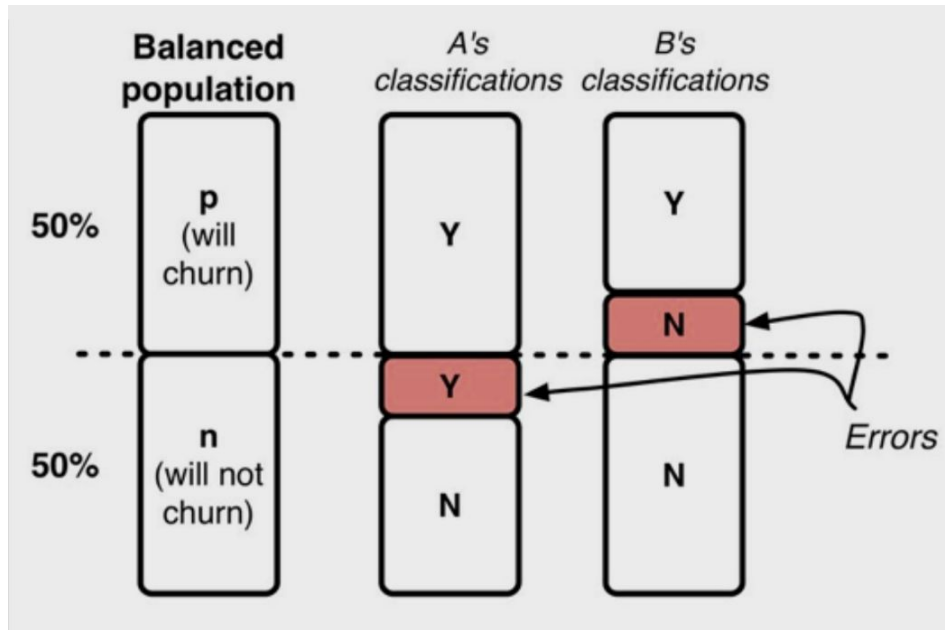 Balanced
population
A's
classifications
B's
classifications
50%
p
(will
churn)
Y
Y
N
Y
50%
n
(will not
churn)
N
N
Errors